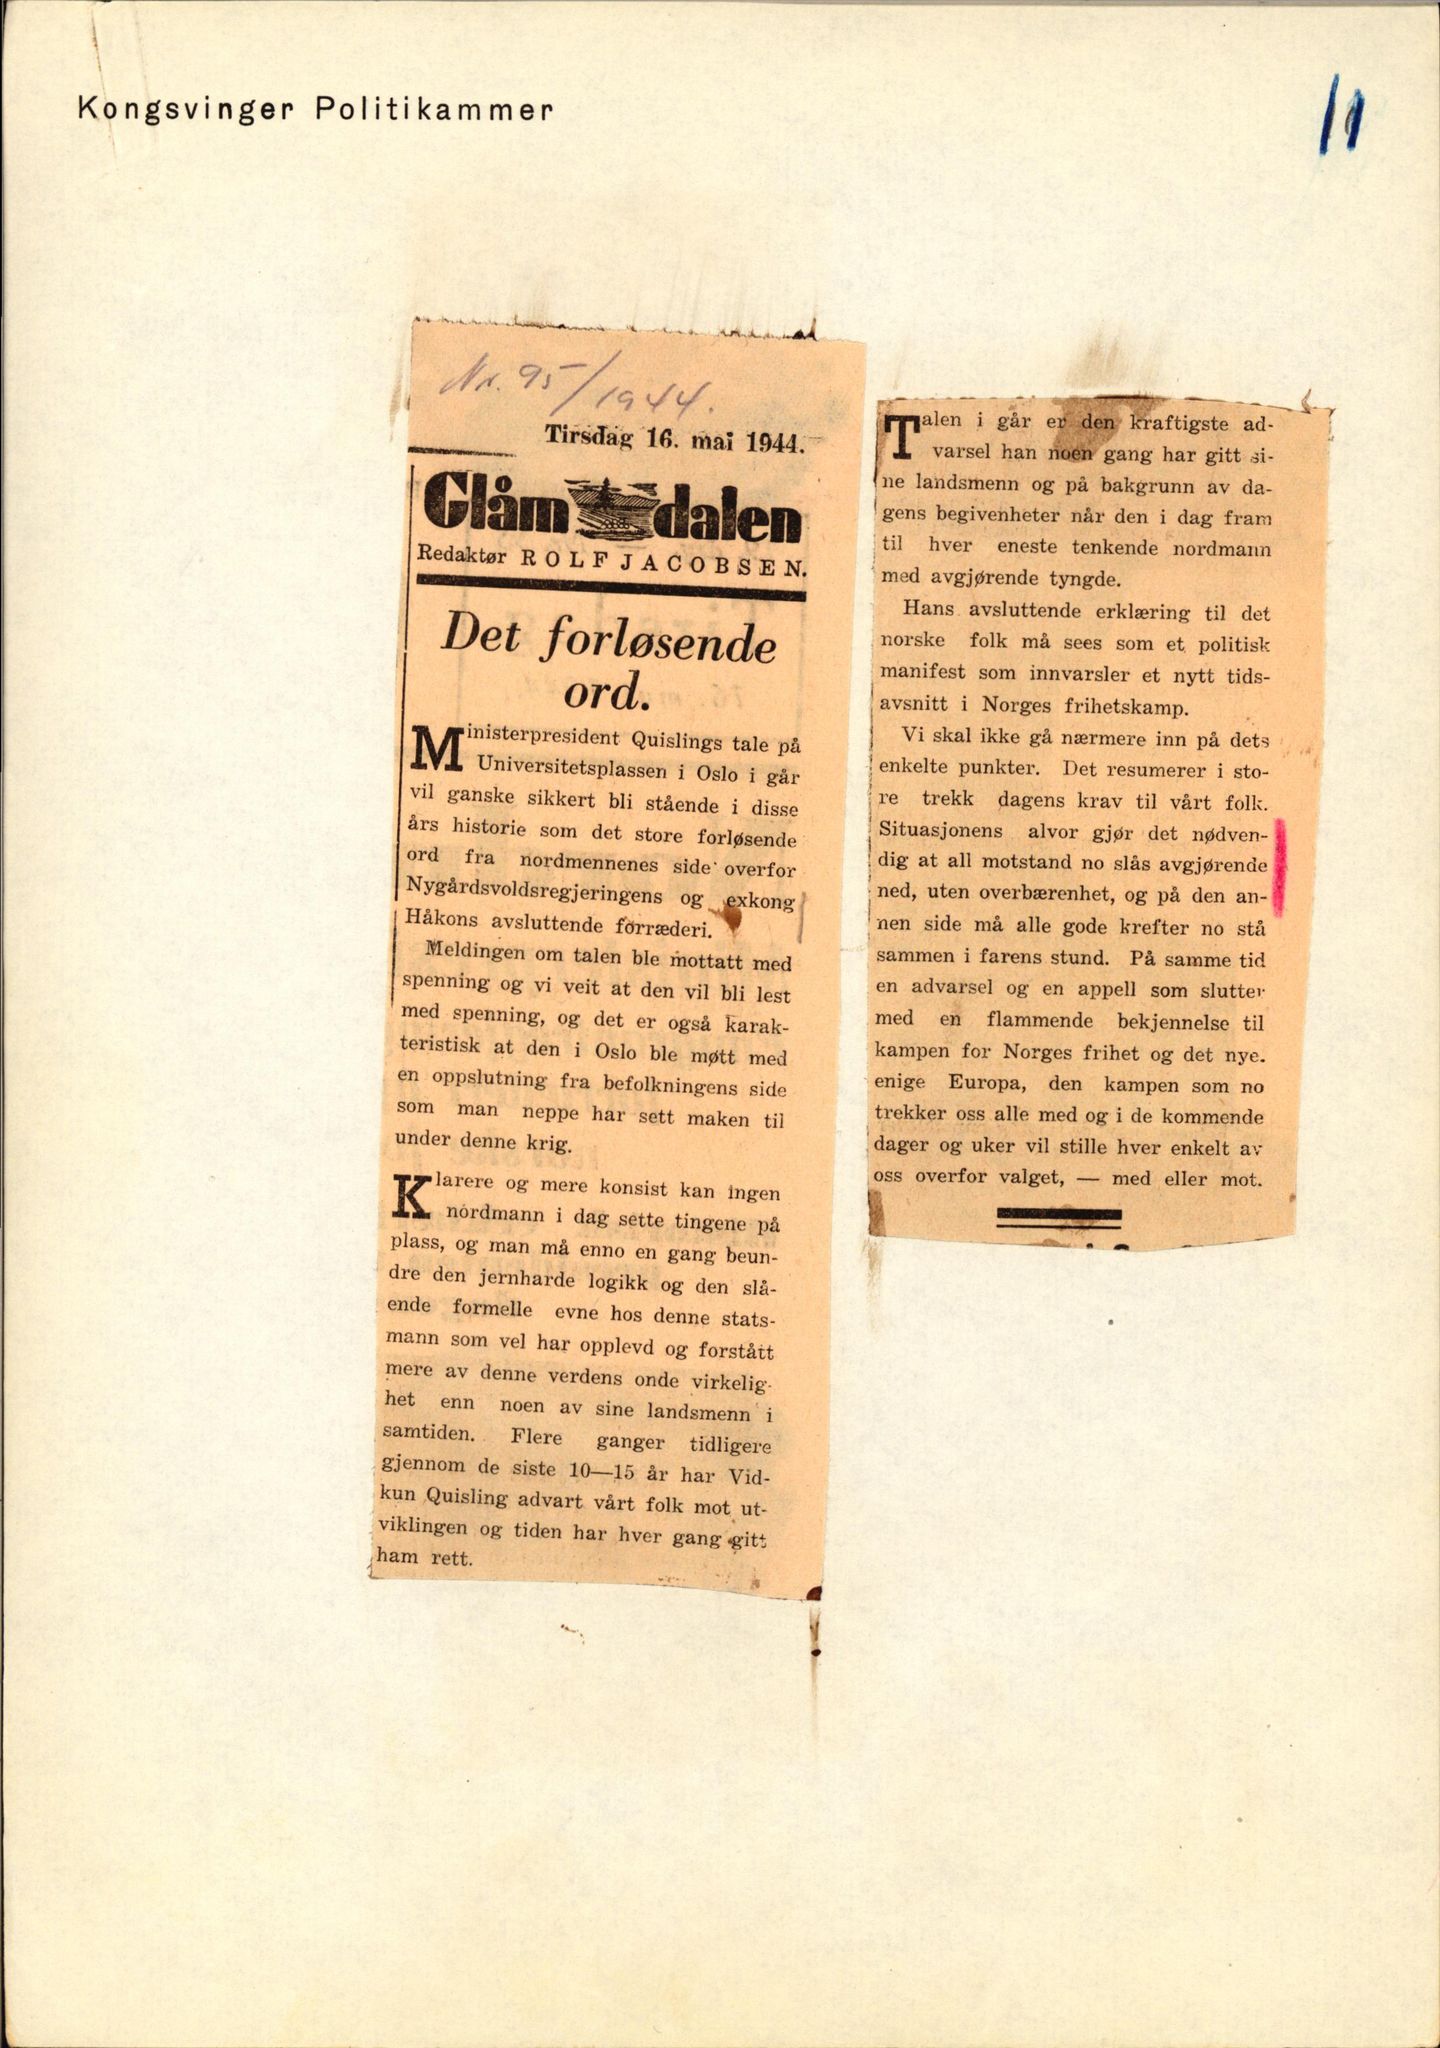 Kongsvinger Politikammer
11
Nr. 95/1944.
Tirsdag 16. mai 1944.
Glåmdalen
Redaktør ROLF JACOBSEN.
Det forløsende
ord.
Ministerpresident Quislings tale på
Universitetsplassen i Oslo i går
vil ganske sikkert bli stående i disse
års historie som det store forløsende
ord fra nordmennenes side overfor
Nygårdsvoldsregjeringens og exkong
Håkons avsluttende forræderi.
Meldingen om talen ble mottatt med
spenning og vi veit at den vil bli lest
med spenning, og det er også karak-
teristisk at den i Oslo ble møtt med
en oppslutning fra befolkningens side
som man neppe har sett maken til
under denne krig.
Klarere og mere konsist kan ingen
nordmann i dag sette tingene på
plass, og man må enno en gang beun-
dre den jernharde logikk og den slå-
ende formelle evne hos denne stats-
mann som vel har opplevd og forstått
mere av denne verdens onde virkelig-
het enn noen av sine landsmenn i
samtiden. Flere ganger tidligere
gjennom de siste 10—15 år har Vid-
kun Quisling advart vårt folk mot ut-
viklingen og tiden har hver gang gitt
ham rett.
Talen i går er den kraftigste ad-
varsel han noen gang har gitt si-
ne landsmenn og på bakgrunn av da-
gens begivenheter når den i dag fram
til hver eneste tenkende nordmann
med avgjørende tyngde.
Hans avsluttende erklæring til det
norske folk må sees som et politisk
manifest som innvarsler et nytt tids-
avsnitt i Norges frihetskamp.
Vi skal ikke gå nærmere inn på dets
enkelte punkter. Det resumerer i sto-
re trekk dagens krav til vårt folk.
Situasjonens alvor gjør det nødven-
dig at all motstand no slås avgjørende
ned, uten overbærenhet, og på den an-
nen side må alle gode krefter no stå
sammen i farens stund. På samme tid
en advarsel og en appell som slutter
med en flammende bekjennelse til
kampen for Norges frihet og det nye.
enige Europa, den kampen som no
trekker oss alle med og i de kommende
dager og uker vil stille hver enkelt av
oss overfor valget, — med eller mot.